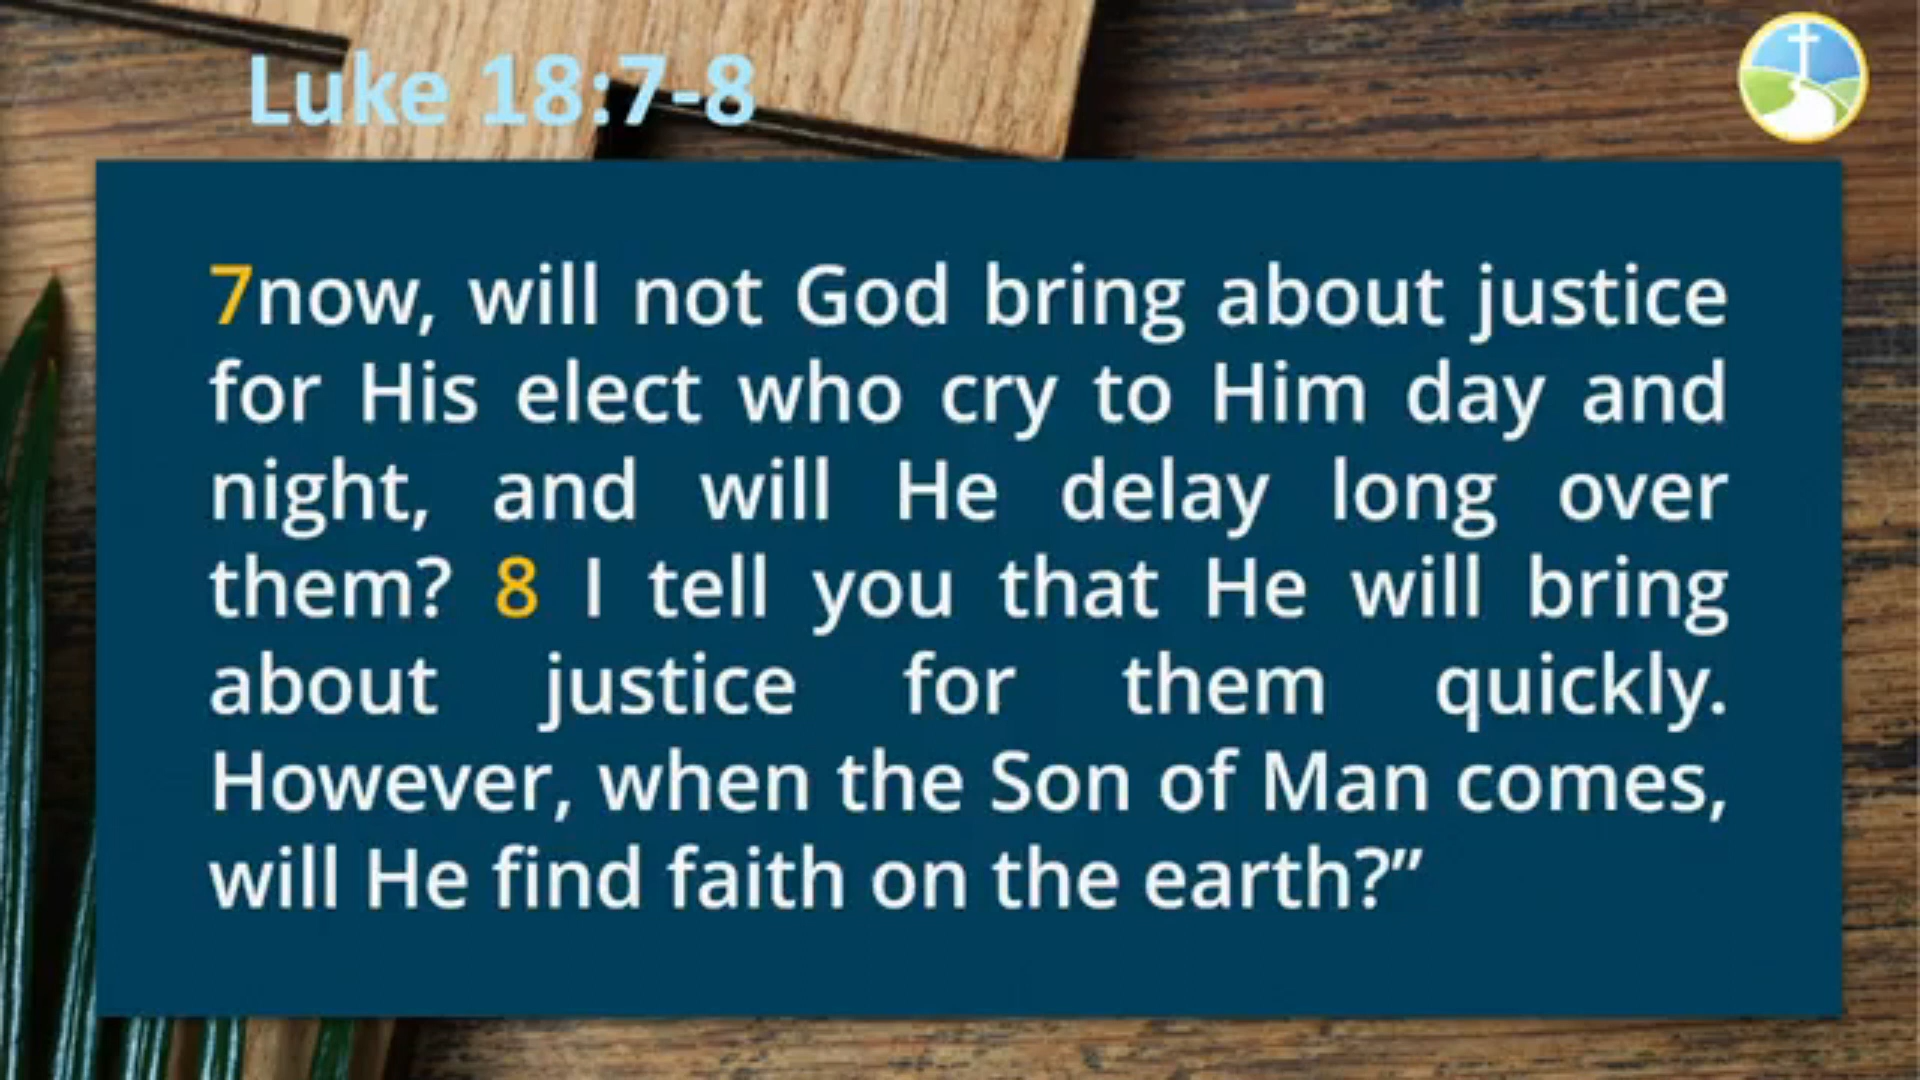 Luke 18:7-8
7now, will not God bring about justice
for His elect who cry to Him day and
night, and will He delay long over
them? 8 I tell you that He will bring
about justice for them quickly.
However, when the Son of Man comes,
will He find faith on the earth?”